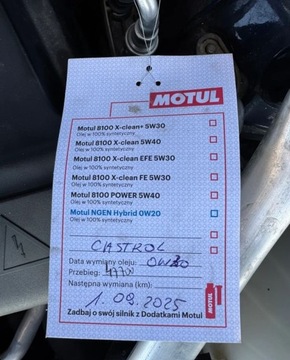 MOTUL
Motul 8100 X-clean+ 5W30
Olej w 100% syntetyczny
Motul 8100 X-clean 5W40
Olej w 100% syntetyczny
Motul 8100 X-clean EFE 5W30
Olej w 100% syntetyczny
Motul 8100 X-clean FE 5W30
Olej w 100% syntetyczny
Motul 8100 POWER 5W40
Olej w 100% syntetyczny
Motul NGEN Hybrid 0W20
Olej w 100% syntetyczny
CASTROL
Data wymiany oleju:
Przebieg:
Następna wymiana (km):
1.09.2025
Zadbaj o swój silnik z Dodatkami Motul
MOTUL